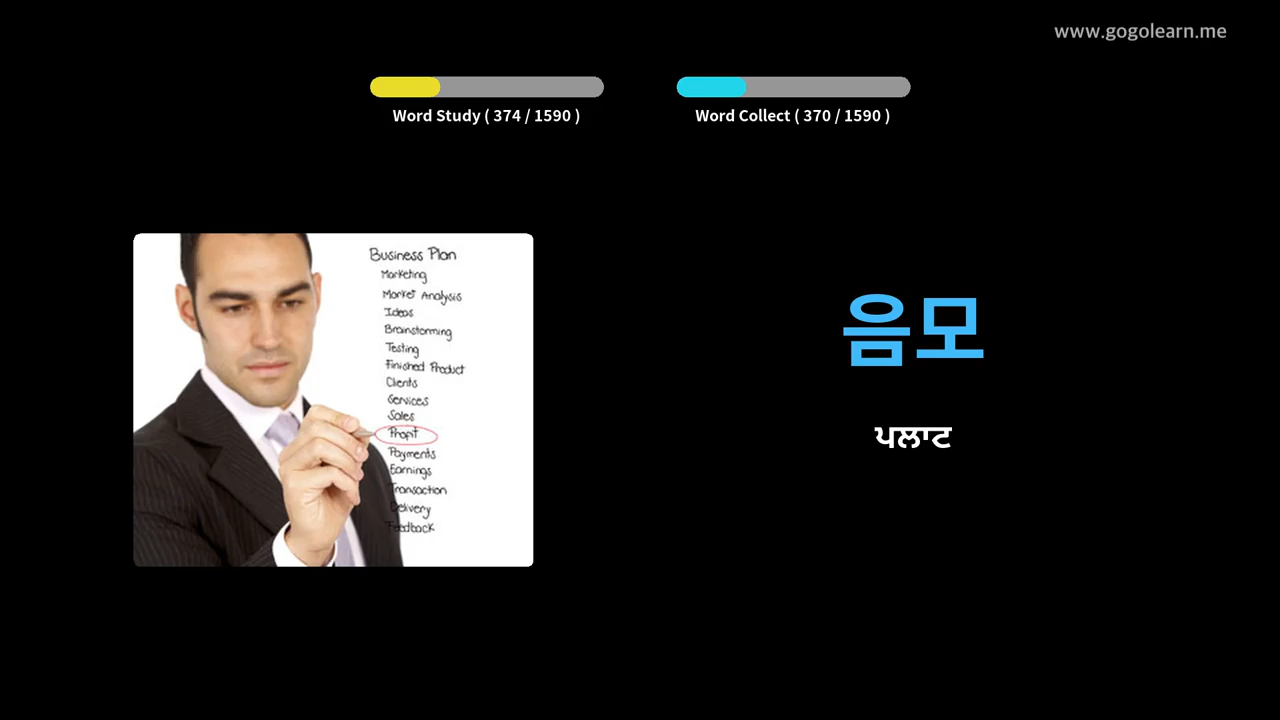 www.gogolearn.me
Word Study ( 374 / 1590 )
Word Collect ( 370 / 1590 )
Business Plan
Marketing
Market Analysis
Ideas
Brainstorming
Testing
Finished Product
Clients
Services
Sales
Profit
Payments
Earnings
Transaction
Delivery
Feedback
음모
ਪਲਾਟ